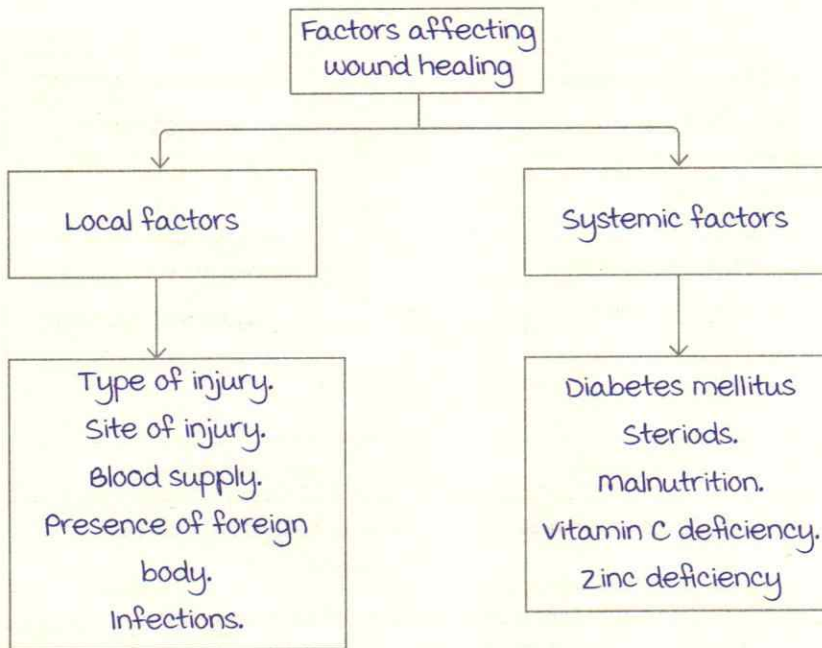 Factors affecting
wound healing
Local factors
Systemic factors
Type of injury.
Site of injury.
Blood supply.
Presence of foreign
body.
Infections.
Diabetes mellitus
Steriods.
malnutrition.
Vitamin C deficiency.
Zinc deficiency